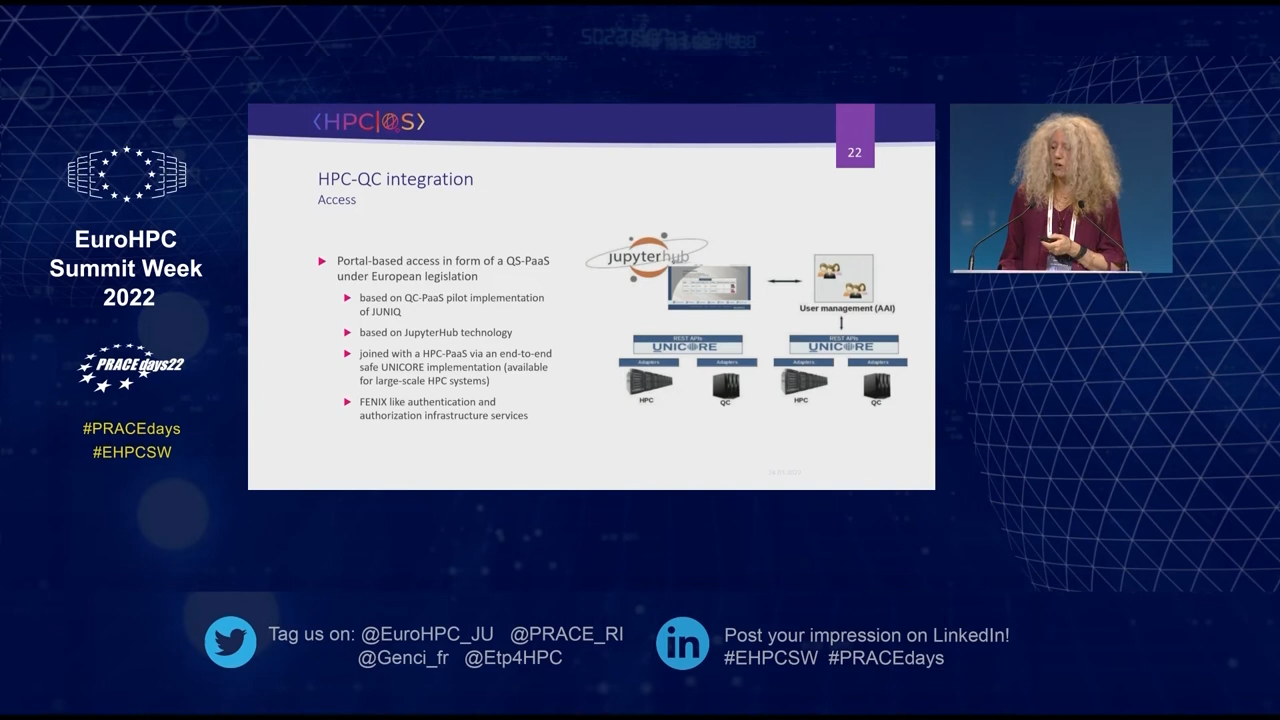 EuroHPC
Summit Week
2022
PRACEdays22
#PRACEdays
#EHPCSW
<HPC|QS>
22
HPC-QC integration
Access
Portal-based access in form of a QS-PaaS
under European legislation
based on QC-PaaS pilot implementation
of JUNIQ
based on JupyterHub technology
joined with a HPC-PaaS via an end-to-end
safe UNICORE implementation (available
for large-scale HPC systems)
FENIX like authentication and
authorization infrastructure services
jupyterhub
User management (AAI)
REST APIs
UNICORE
Adapters
Adapters
HPC
QC
REST APIs
UNICORE
Adapters
Adapters
HPC
QC
Tag us on: @EuroHPC_JU @PRACE_RI
@Genci_fr @Etp4HPC
in
Post your impression on LinkedIn!
#EHPCSW #PRACEdays